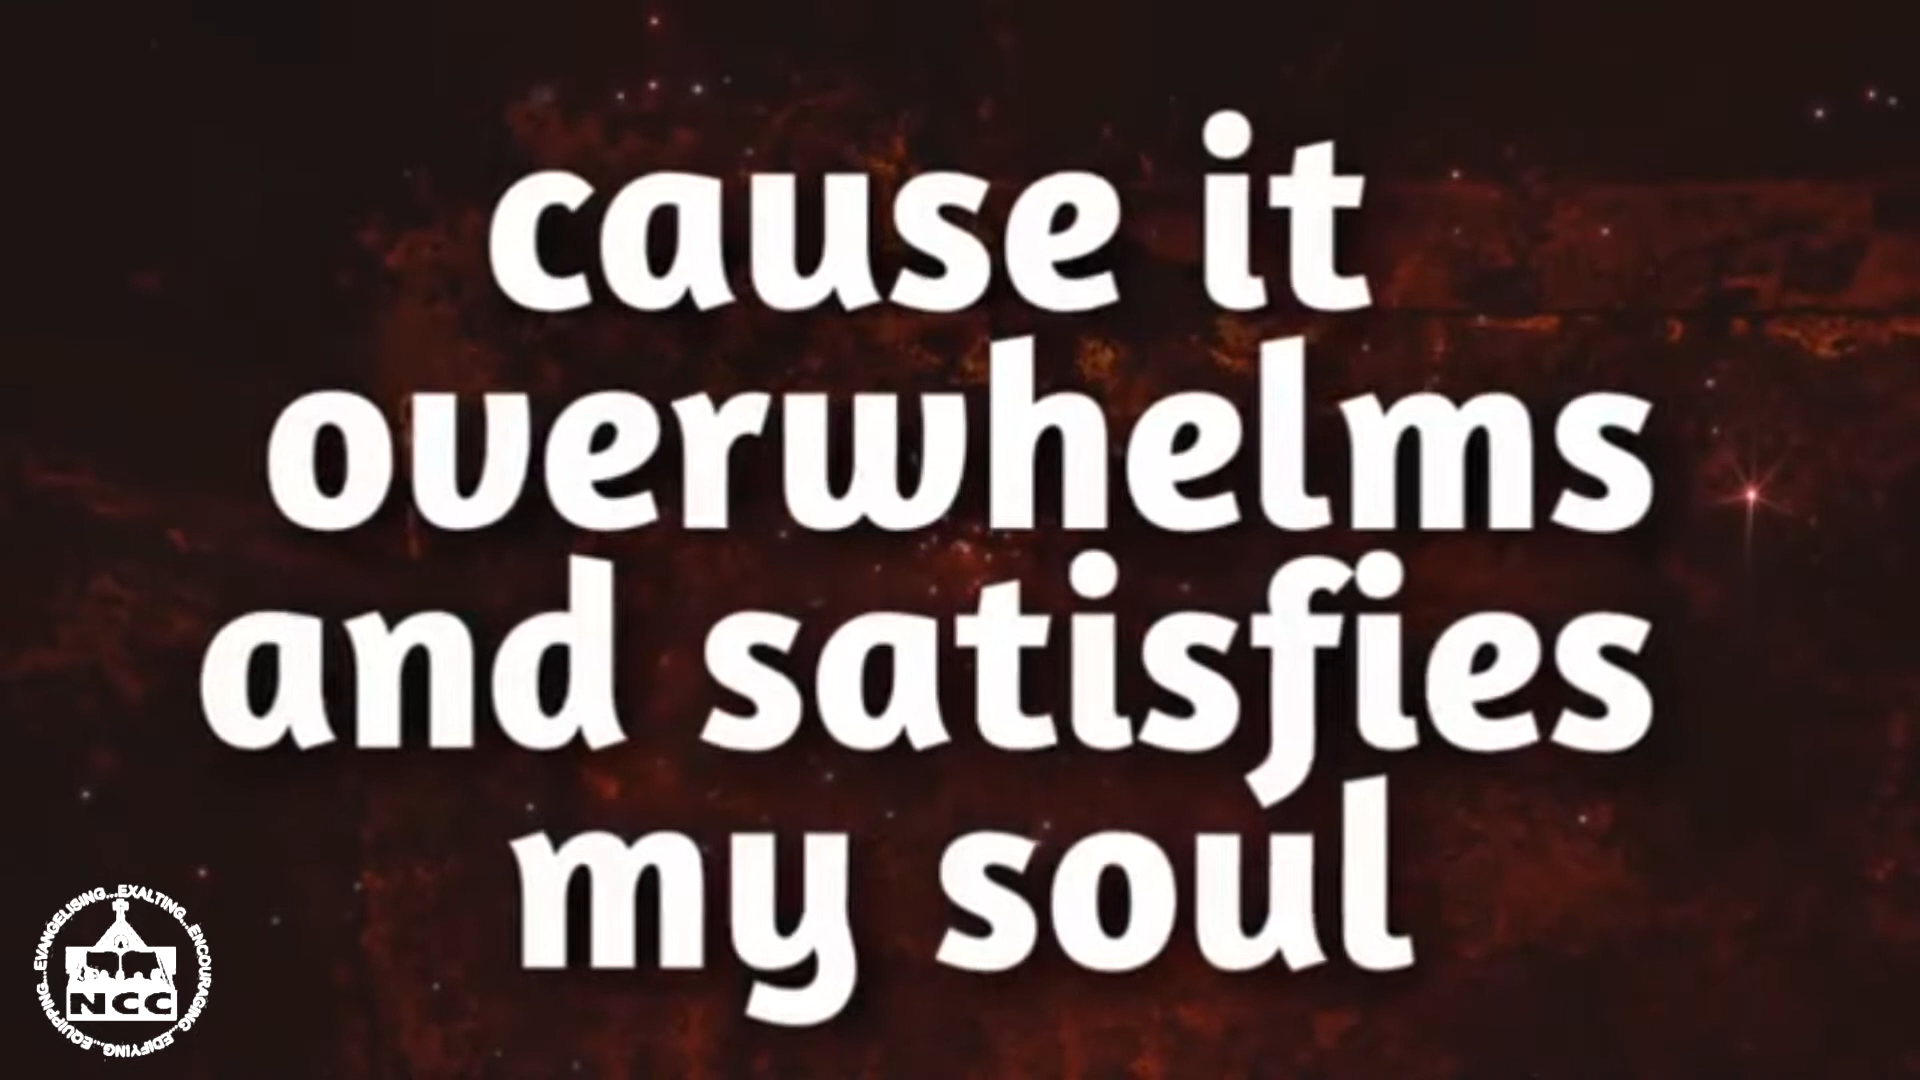 cause it
overwhelms
and satisfies
my soul
EVANGELISING...EXALTING...ENCOURAGING...EDIFYING...EQUIPPING...
NCC